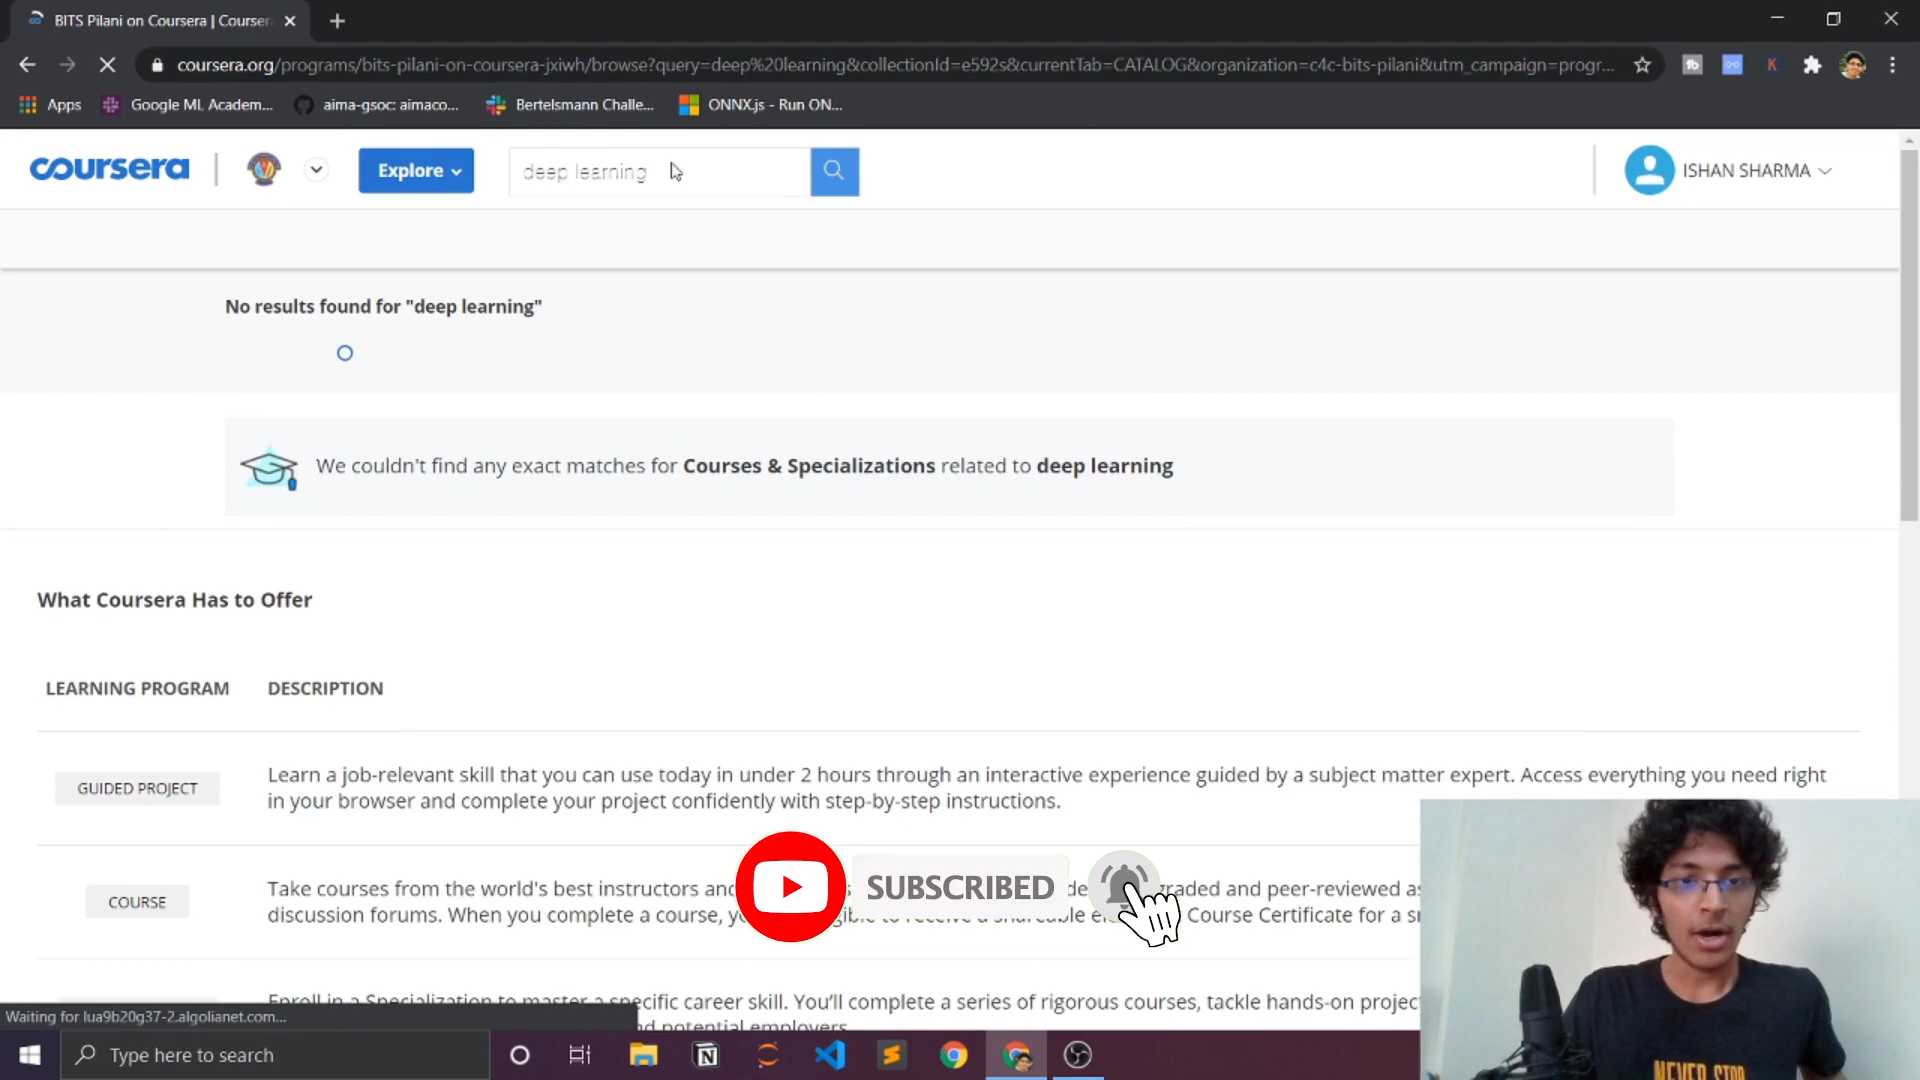 BITS Pilani on Coursera | Courser
coursera.org/programs/bits-pilani-on-coursera-jxiwh/browse?query=deep%20learning&collectionId=e592s&currentTab=CATALOG&organization=c4c-bits-pilani&utm_campaign=progr...
Apps Google ML Academ... aima-gsoc: aimaco... Bertelsmann Challe... ONNX.js - Run ON...
coursera Explore deep learning ISHAN SHARMA
No results found for "deep learning"
We couldn't find any exact matches for Courses & Specializations related to deep learning
What Coursera Has to Offer
LEARNING PROGRAM DESCRIPTION
GUIDED PROJECT
Learn a job-relevant skill that you can use today in under 2 hours through an interactive experience guided by a subject matter expert. Access everything you need right
in your browser and complete your project confidently with step-by-step instructions.
COURSE
Take courses from the world's best instructors and graded and peer-reviewed
discussion forums. When you complete a course, receive a shareable Course Certificate for a
SUBSCRIBED
Enroll in a Specialization to master a specific career skill. You'll complete a series of rigorous courses, tackle hands-on
potential employers.
Waiting for lua9b20g37-2.algolianet.com...
Type here to search
NEVER STOP